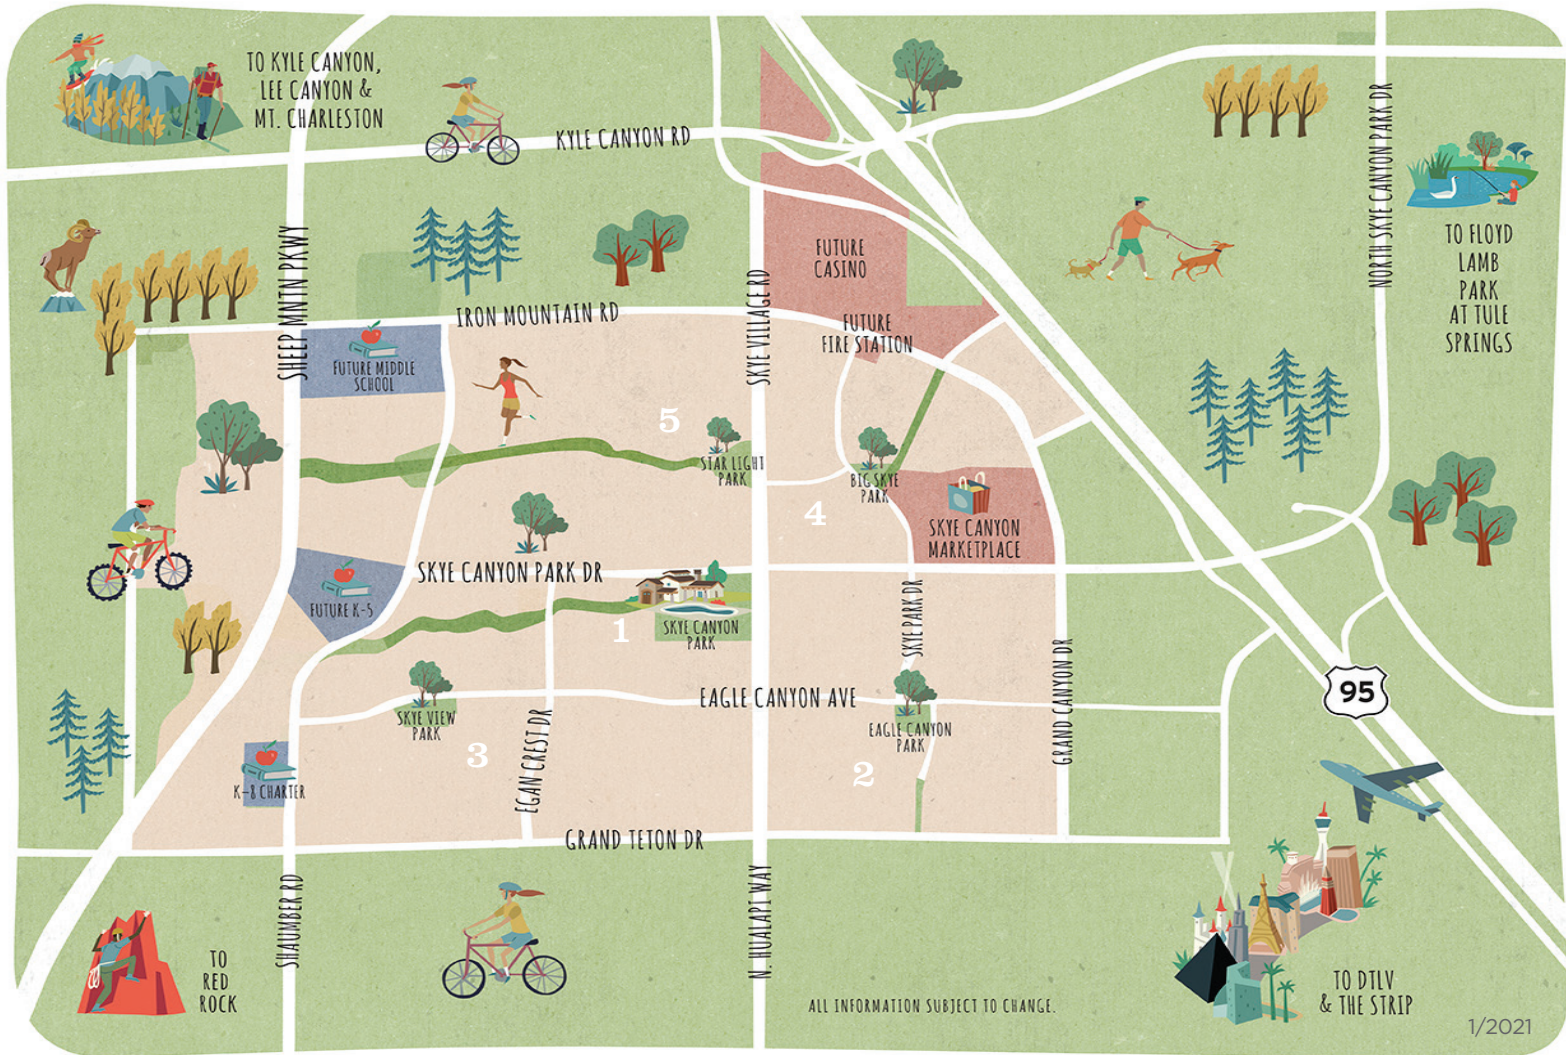 TO KYLE CANYON,
LEE CANYON &
MT. CHARLESTON
KYLE CANYON RD
NORTH SKYE CANYON PARK DR
TO FLOYD
LAMB
PARK
AT TULE
SPRINGS
SHEEP MNTN PKWY
IRON MOUNTAIN RD
SKYE VILLAGE RD
FUTURE
CASINO
FUTURE
FIRE STATION
FUTURE MIDDLE
SCHOOL
5
STAR LIGHT
PARK
BIG SKYE
PARK
4
SKYE CANYON
MARKETPLACE
SKYE CANYON PARK DR
FUTURE K-5
1
SKYE CANYON
PARK
SKYE PARK DR
GRAND CANYON DR
95
EAGLE CANYON AVE
SKYE VIEW
PARK
EAGLE CANYON
PARK
3
EGAN CREST DR
2
K-8 CHARTER
GRAND TETON DR
SHAUMBER RD
N. HUALAPI WAY
TO
RED
ROCK
TO DTLV
& THE STRIP
ALL INFORMATION SUBJECT TO CHANGE.
1/2021